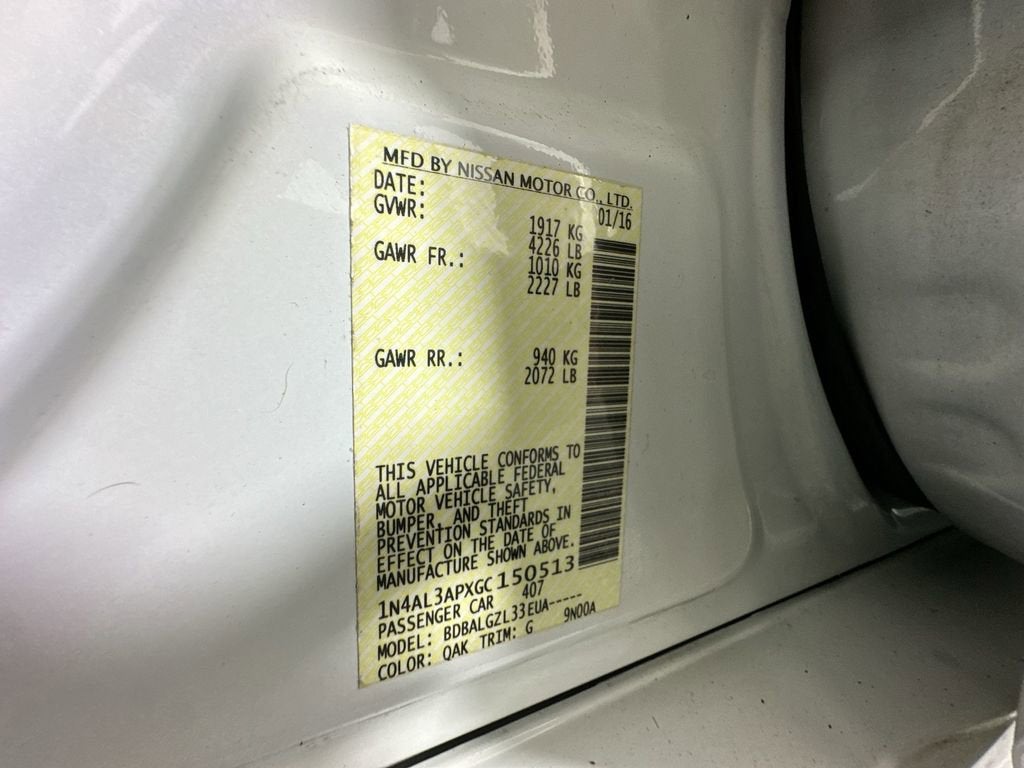 MFD BY NISSAN MOTOR CO., LTD.
DATE: 01/16
GVWR: 1917 KG
4226 LB
GAWR FR.: 1010 KG
2227 LB
GAWR RR.: 940 KG
2072 LB
THIS VEHICLE CONFORMS TO
ALL APPLICABLE FEDERAL
MOTOR VEHICLE SAFETY,
BUMPER, AND THEFT
PREVENTION STANDARDS IN
EFFECT ON THE DATE OF
MANUFACTURE SHOWN ABOVE.
1N4AL3APXGC150513
PASSENGER CAR 407
MODEL: BDBALGZL33EUA-----
COLOR: QAK TRIM: G 9N00A